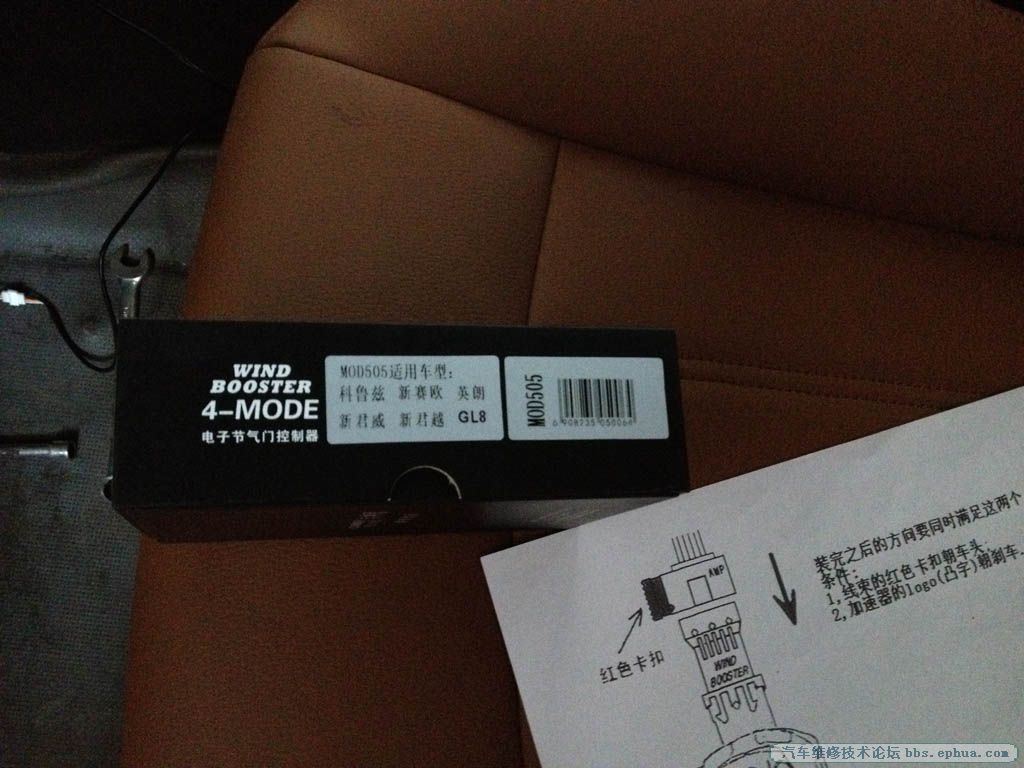 WIND
BOOSTER
4-MODE
电子节气门控制器
MOD505适用车型:
科鲁兹 新赛欧 英朗
新君威 新君越 GL8
MOD505
6 908235 050066
装完之后的方向要同时满足这两个
条件:
1,线束的红色卡扣朝车头.
2,加速器的logo(凸字)朝刹车.
AMP
红色卡扣
WIND
BOOSTER
汽车维修技术论坛 bbs.ephua.com